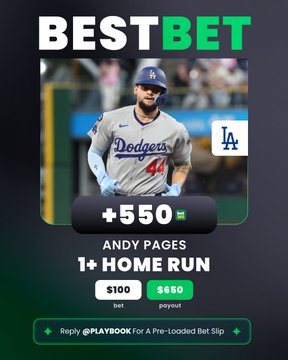 BESTBET
Dodgers
44
LA
+550
ANDY PAGES
1+ HOME RUN
$100 $650
bet payout
Reply @PLAYBOOK For A Pre-Loaded Bet Slip